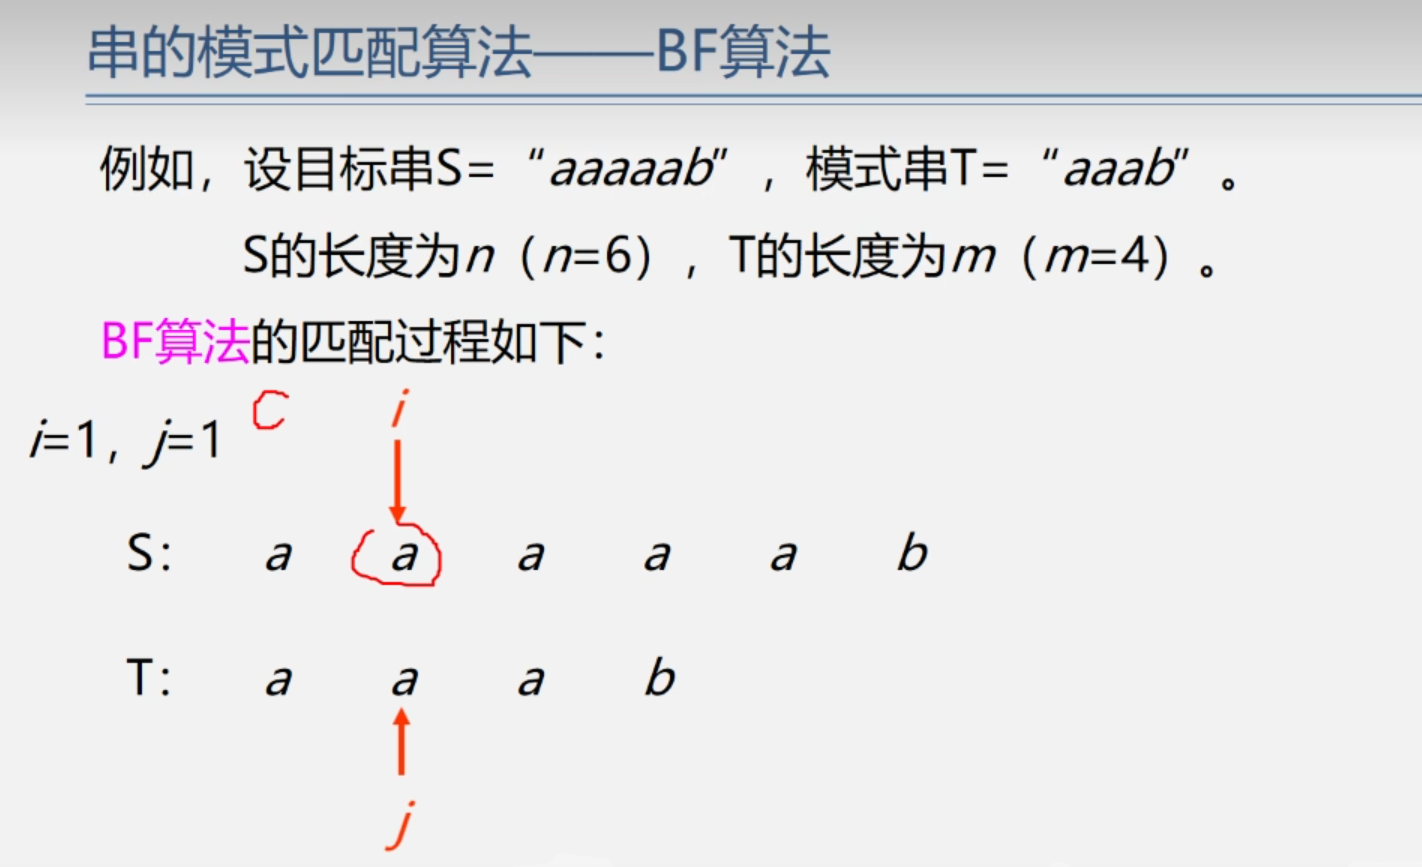 串的模式匹配算法——BF算法
例如，设目标串S=“aaaaab”，模式串T=“aaab”。
S的长度为n（n=6），T的长度为m（m=4）。
BF算法的匹配过程如下：
C i
i=1，j=1
S： a a a a a b
T： a a a b
j